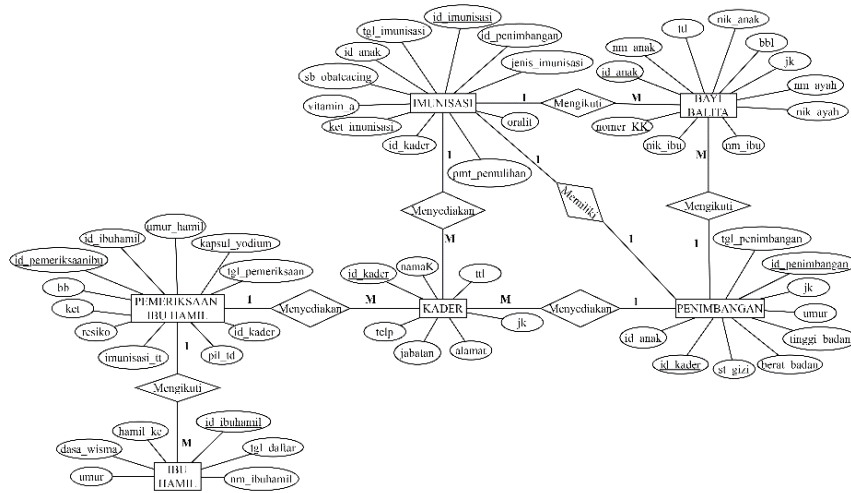 id_imunisasi
tgl_imunisasi
id_penimbangan
id_anak
jenis_imunisasi
sb_obatcacing
vitamin_a
IMUNISASI
ket_imunisasi
oralit
id_kader
pmt_pemulihan
1
Mengikuti
M
ttl
nik_anak
nm_anak
bbl
id_anak
jk
BAYI
BALITA
nm_ayah
nik_ayah
nomer_KK
nik_ibu
nm_ibu
1
Menyediakan
M
1
Memiliki
1
M
Mengikuti
1
umur_hamil
id_ibuhamil
kapsul_yodium
id_pemeriksaanibu
tgl_pemeriksaan
bb
PEMERIKSAAN
IBU HAMIL
ket
resiko
id_kader
imunisasi_tt
pil_td
1
Menyediakan
M
namaK
id_kader
ttl
KADER
telp
jk
jabatan
alamat
M
Menyediakan
1
tgl_penimbangan
id_penimbangan
jk
PENIMBANGAN
umur
id_anak
tinggi_badan
id_kader
st_gizi
berat_badan
1
Mengikuti
M
hamil_ke
id_ibuhamil
dasa_wisma
tgl_daftar
umur
IBU
HAMIL
nm_ibuhamil